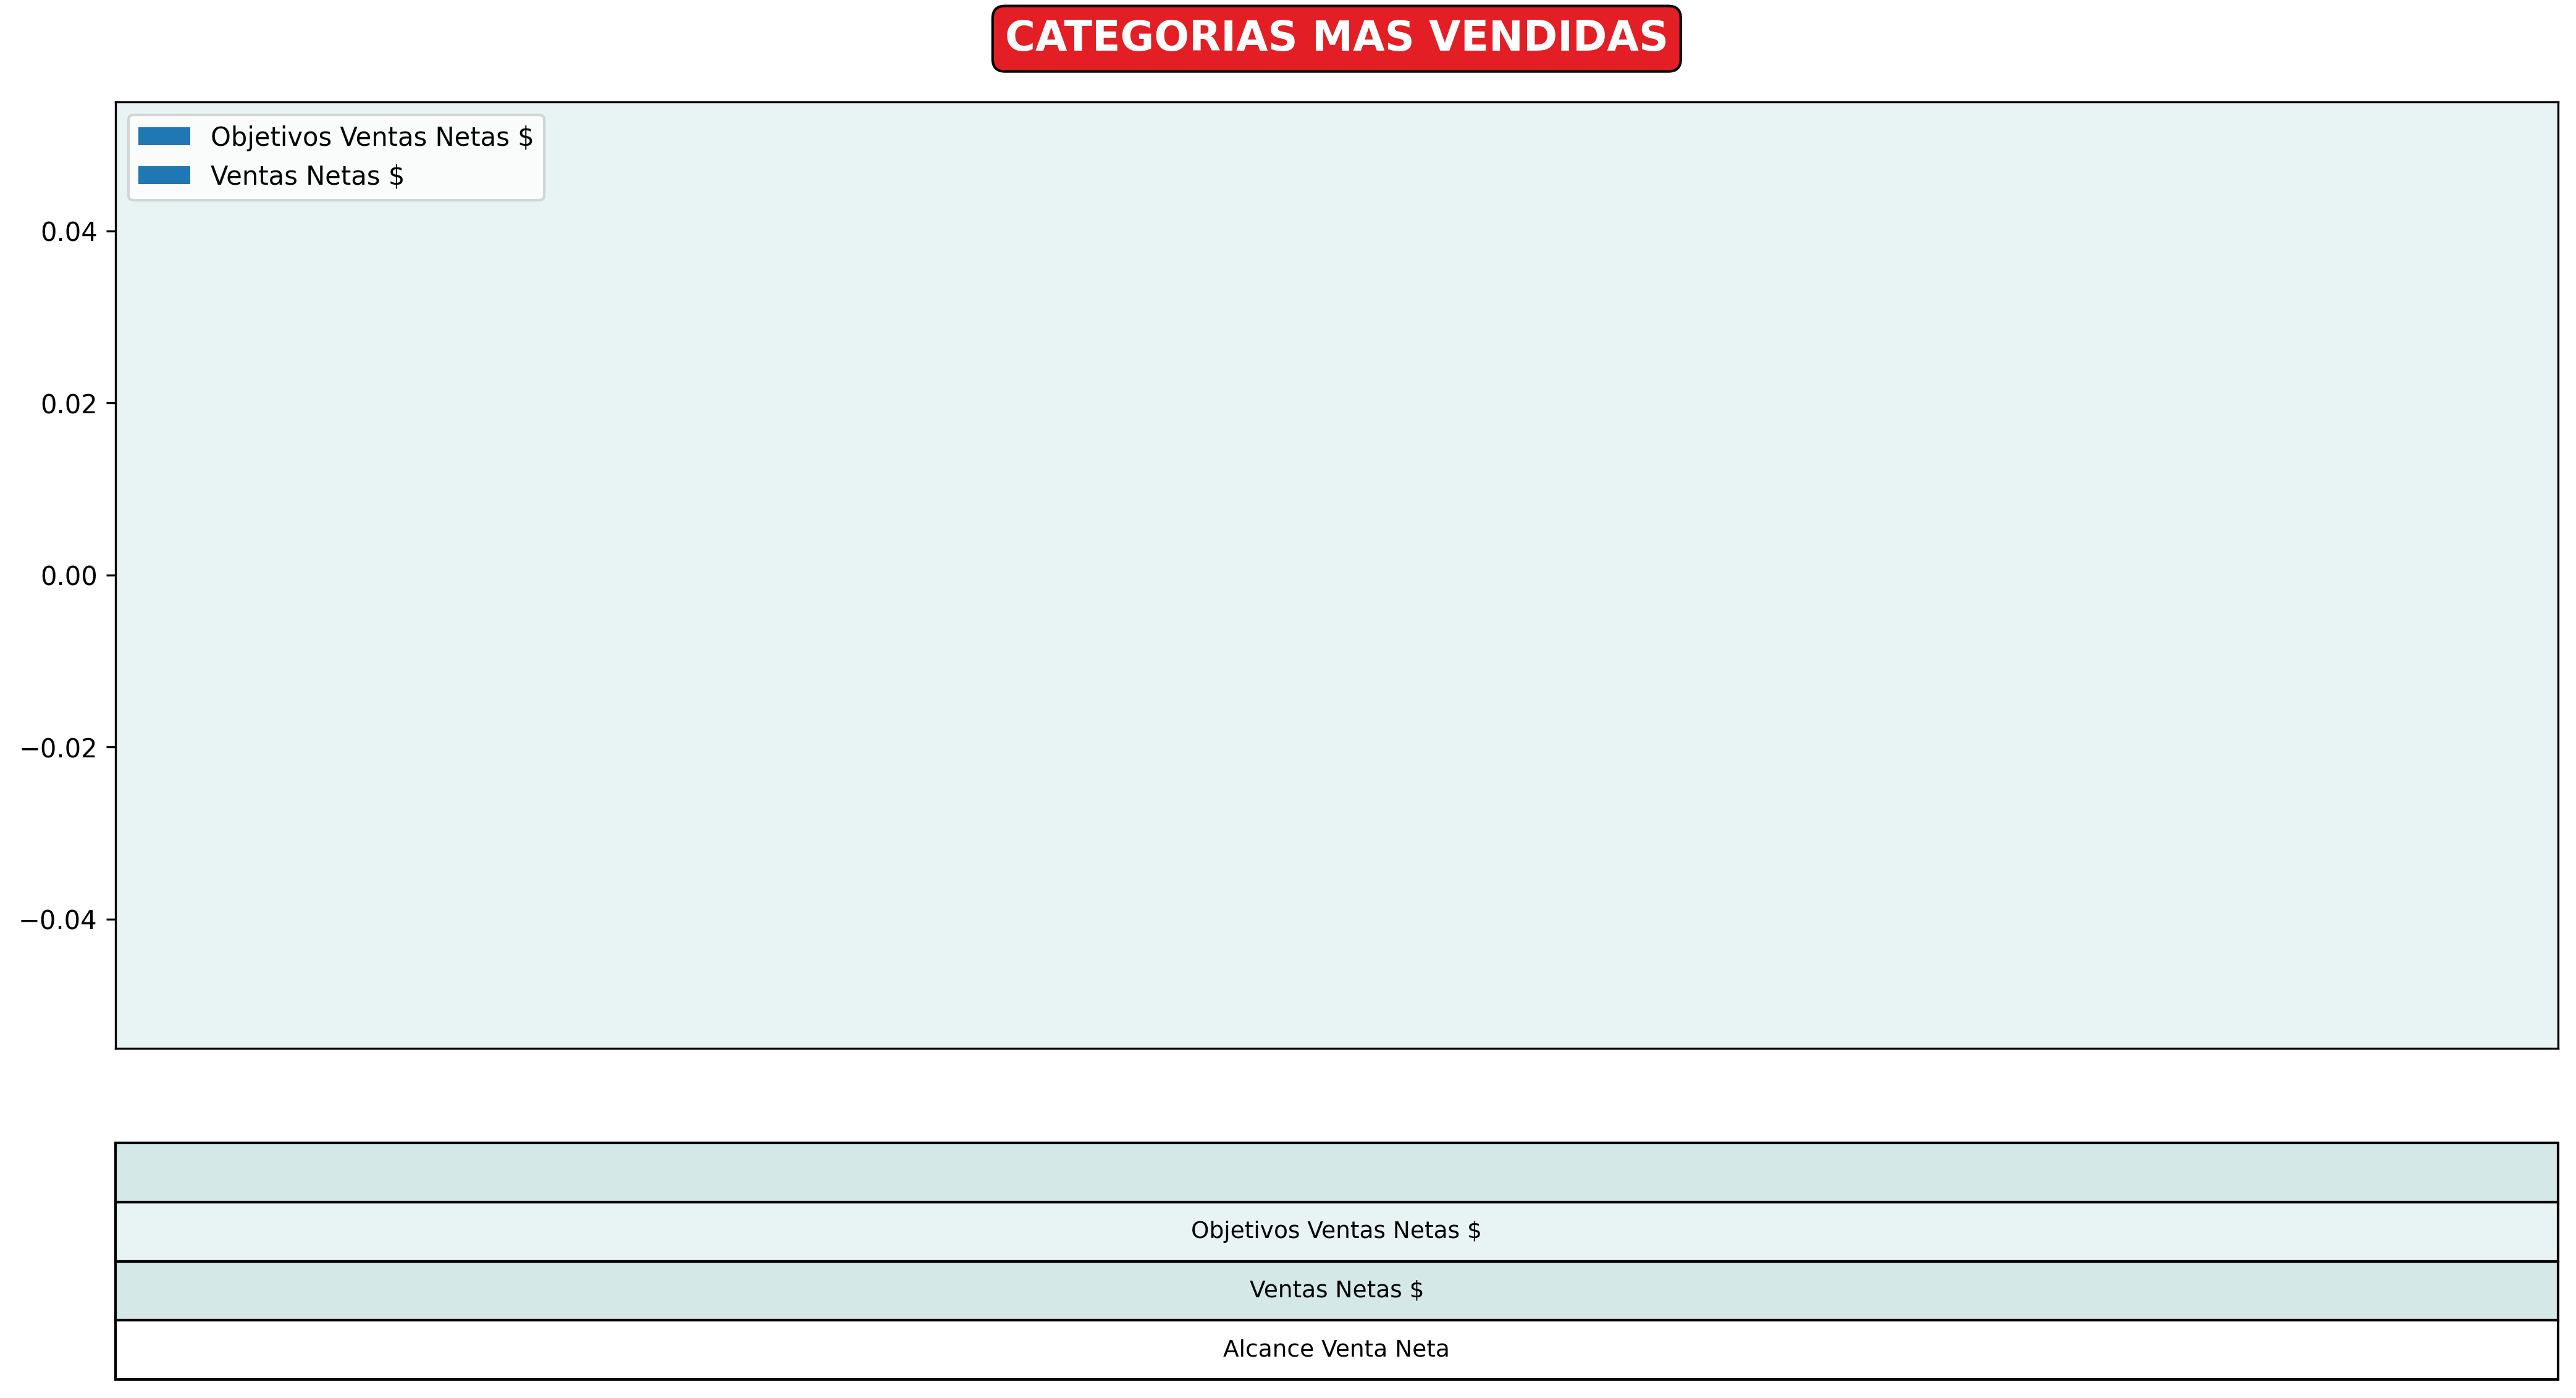 CATEGORIAS MAS VENDIDAS
Objetivos Ventas Netas $
Ventas Netas $
0.04
0.02
0.00
−0.02
−0.04
Objetivos Ventas Netas $
Ventas Netas $
Alcance Venta Neta